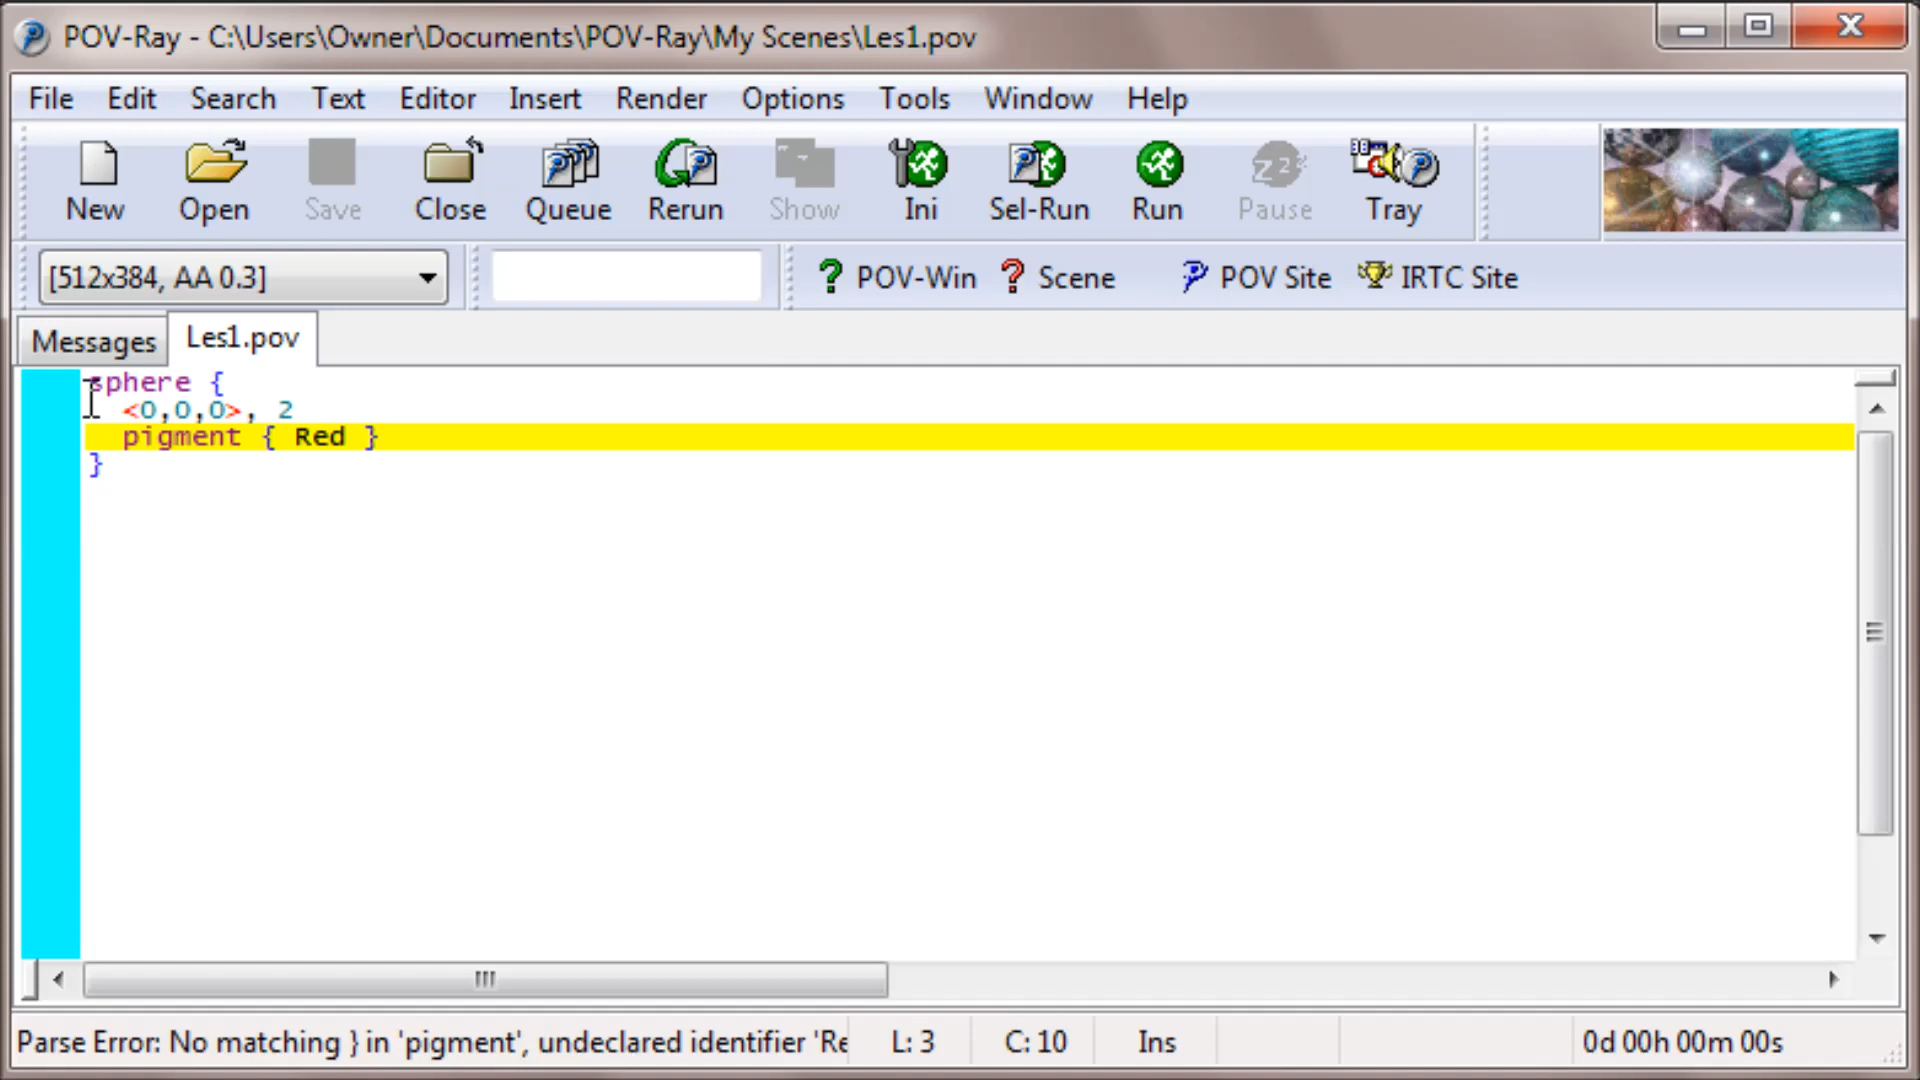 POV-Ray - C:\Users\Owner\Documents\POV-Ray\My Scenes\Les1.pov
File Edit Search Text Editor Insert Render Options Tools Window Help
New Open Save Close Queue Rerun Show Ini Sel-Run Run Pause Tray
[512x384, AA 0.3] POV-Win Scene POV Site IRTC Site
Messages Les1.pov
sphere {
<0,0,0>, 2
pigment { Red }
}
Parse Error: No matching } in 'pigment', undeclared identifier 'Re L: 3 C: 10 Ins 0d 00h 00m 00s